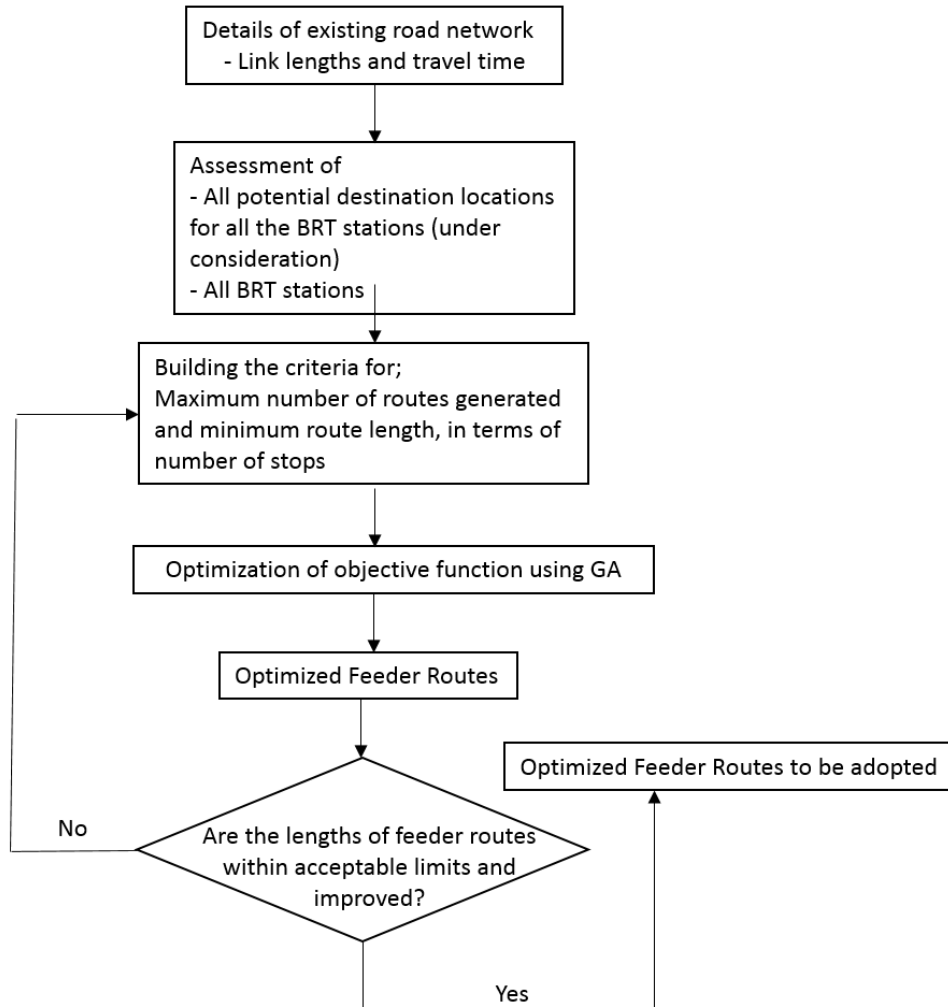 Details of existing road network
- Link lengths and travel time
Assessment of
- All potential destination locations
for all the BRT stations (under
consideration)
- All BRT stations
Building the criteria for;
Maximum number of routes generated
and minimum route length, in terms of
number of stops
Optimization of objective function using GA
Optimized Feeder Routes
Optimized Feeder Routes to be adopted
No
Are the lengths of feeder routes
within acceptable limits and
improved?
Yes